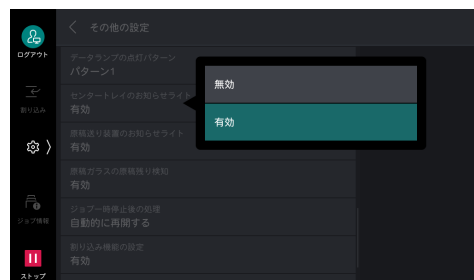 その他の設定
ログアウト
データランプの点灯パターン
パターン1
無効
割り込み
センタートレイのお知らせライト
有効
有効
原稿送り装置のお知らせライト
有効
原稿ガラスの原稿残り検知
有効
ジョブ情報
ジョブ一時停止後の処理
自動的に再開する
割り込み機能の設定
有効
ストップ